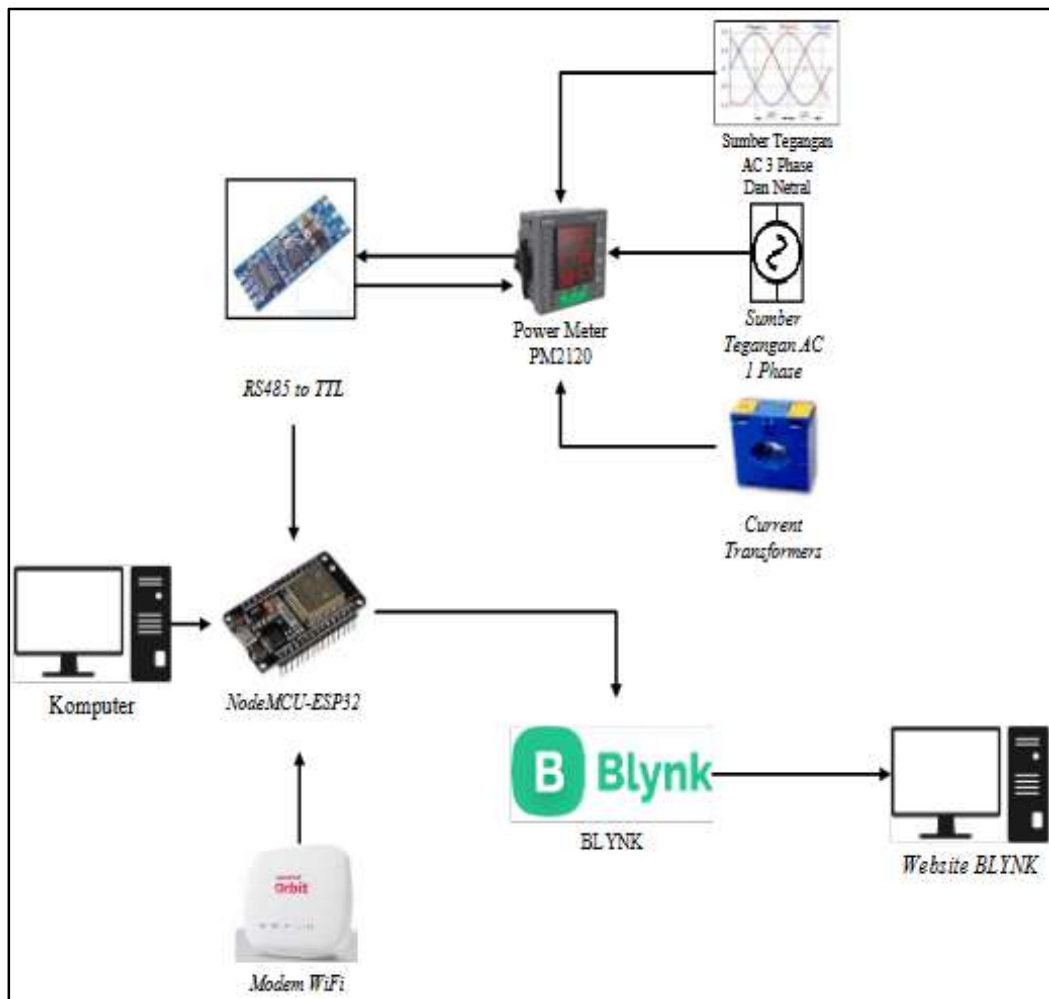 Sumber Tegangan
AC 3 Phase
Dan Netral
Power Meter
PM2120
Sumber
Tegangan AC
1 Phase
RS485 to TTL
Current
Transformers
Komputer
NodeMCU-ESP32
B Blynk
BLYNK
Website BLYNK
Orbit
Modem WiFi